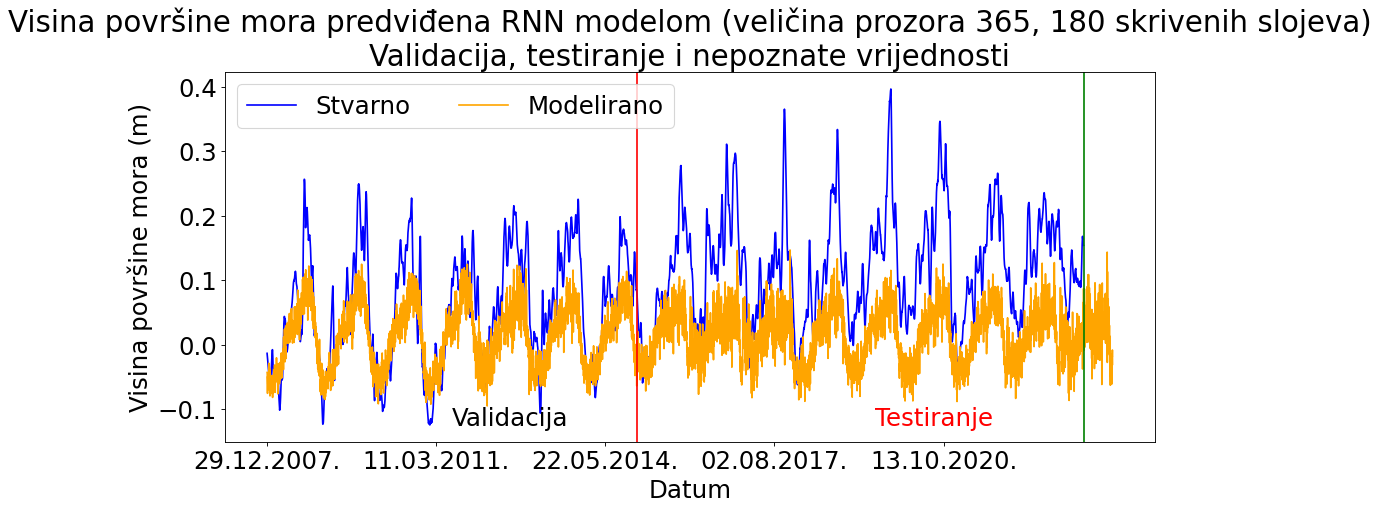 Visina površine mora predviđena RNN modelom (veličina prozora 365, 180 skrivenih slojeva)
Validacija, testiranje i nepoznate vrijednosti
Stvarno
Modelirano
0.4
0.3
0.2
0.1
0.0
−0.1
Visina površine mora (m)
Validacija
Testiranje
29.12.2007.
11.03.2011.
22.05.2014.
02.08.2017.
13.10.2020.
Datum